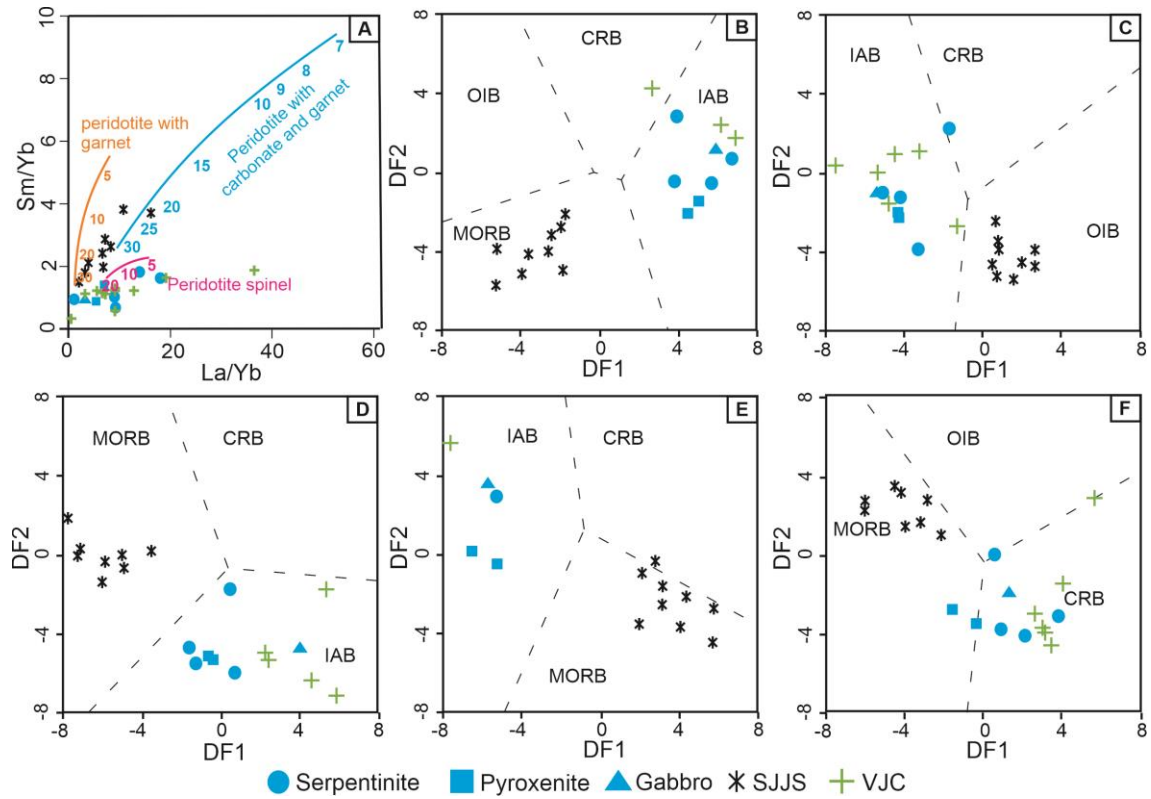 A
10
8
6
4
2
0
Sm/Yb
0
20
40
60
La/Yb
peridotite with
garnet
5
10
20
30
7
8
9
10
15
20
25
30
Peridotite with
carbonate and garnet
5
10
20
Peridotite spinel
B
CRB
OIB
IAB
MORB
8
4
0
-4
-8
DF2
-8 -4 0 4 8
DF1
C
IAB
CRB
OIB
8
4
0
-4
-8
DF2
-8 -4 0 4 8
DF1
D
MORB
CRB
IAB
8
4
0
-4
-8
DF2
-8 -4 0 4 8
DF1
E
IAB
CRB
MORB
8
4
0
-4
-8
DF2
-8 -4 0 4 8
DF1
F
OIB
MORB
CRB
8
4
0
-4
-8
DF2
-8 -4 0 4 8
DF1
Serpentinite Pyroxenite Gabbro SJJS VJC